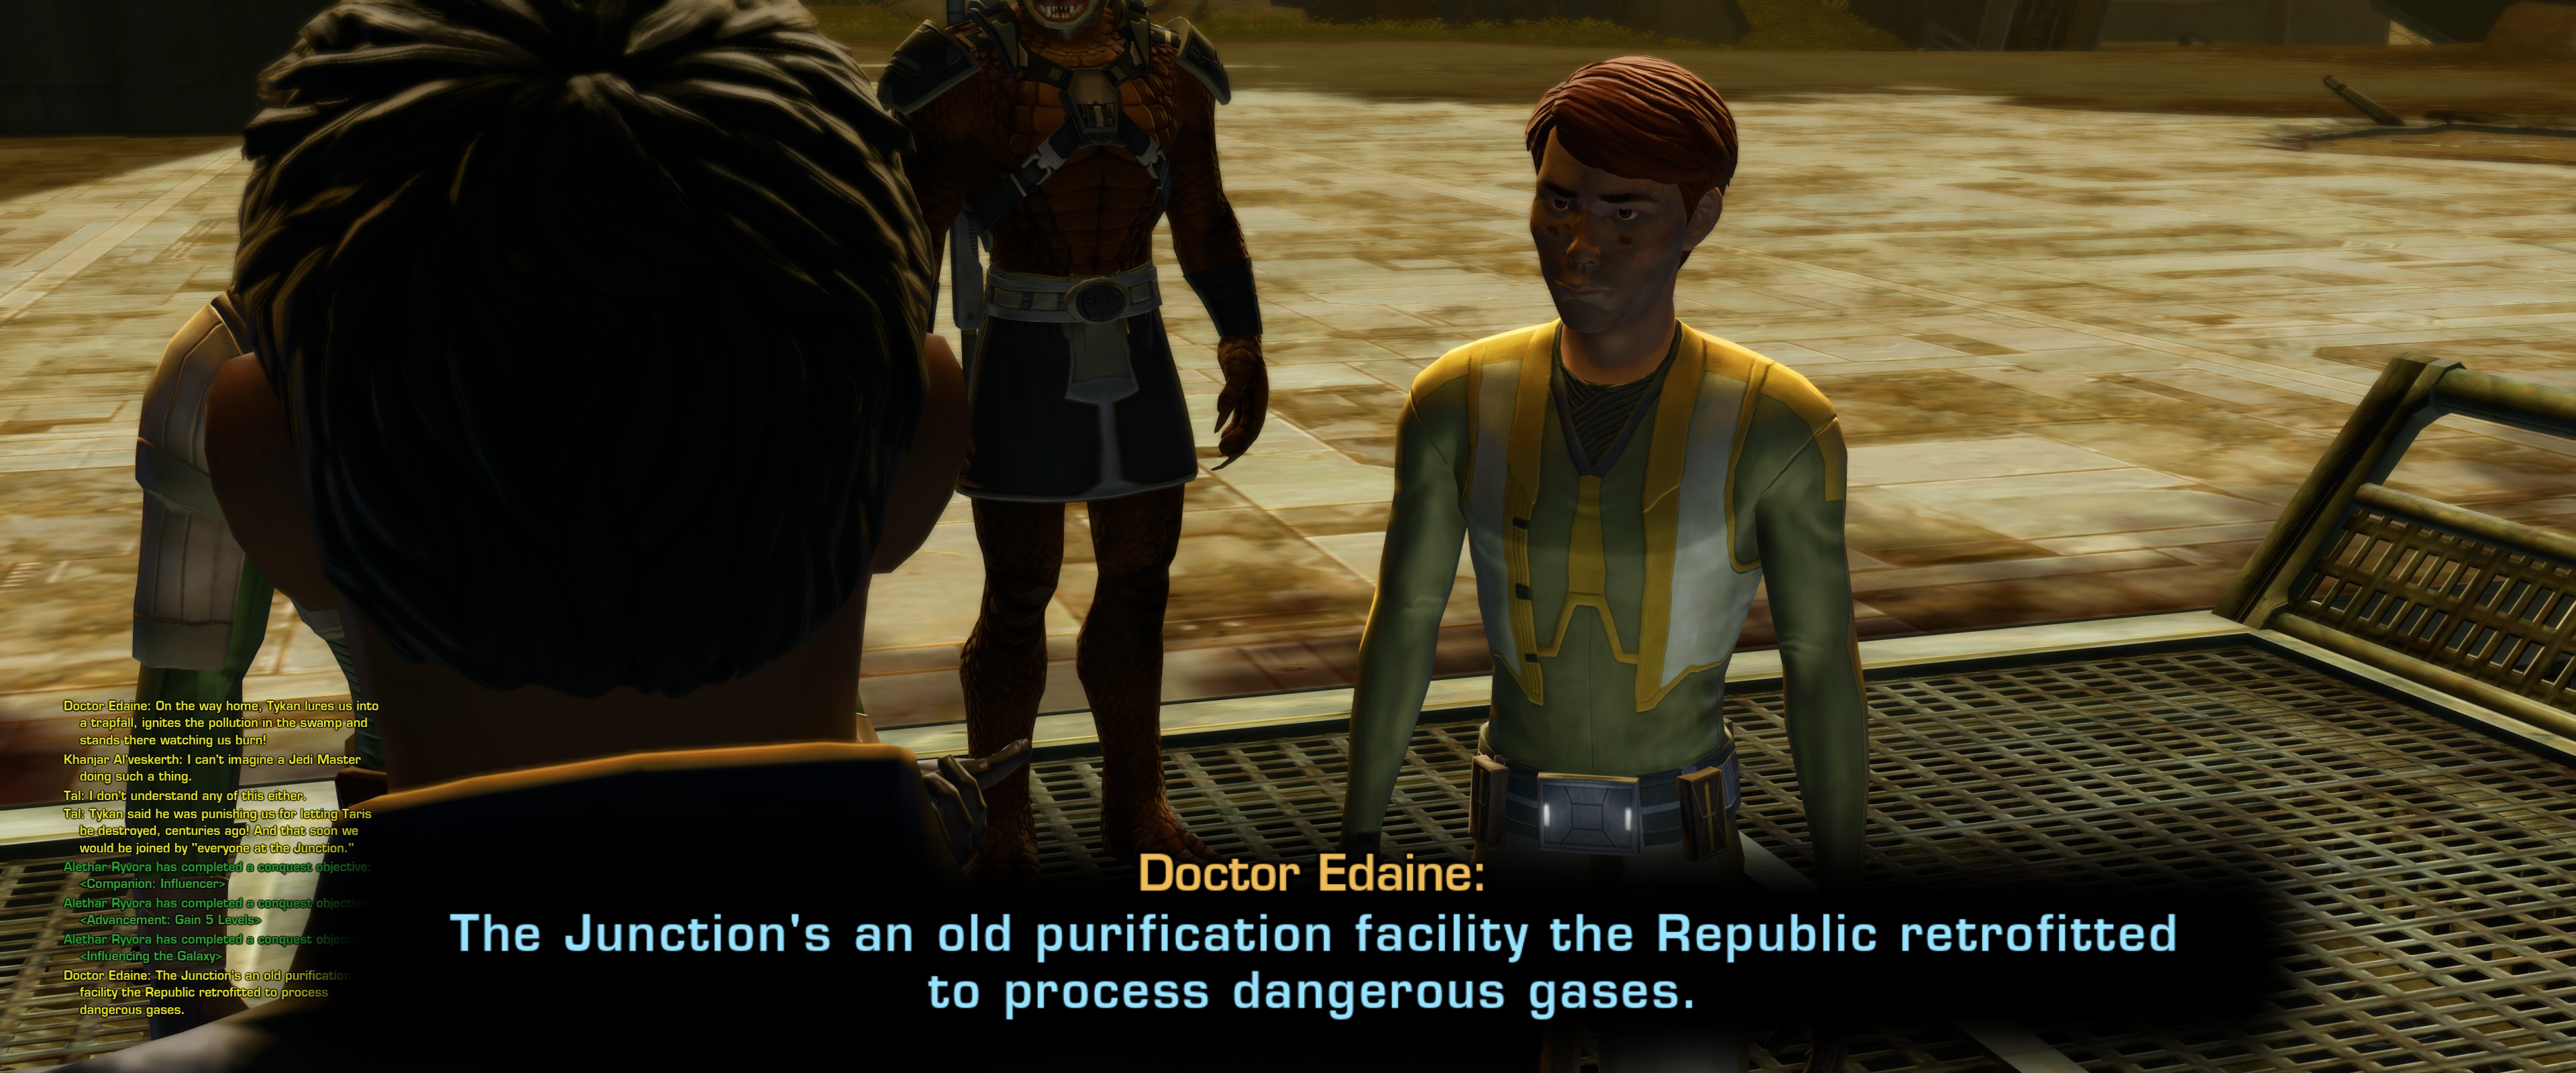 Doctor Edaine: On the way home, Tykan lures us into
a trapfall, ignites the pollution in the swamp and
stands there watching us burn!
Khanjar Al'veskerth: I can't imagine a Jedi Master
doing such a thing.
Tal: I don't understand any of this either.
Tal: Tykan said he was punishing us for letting Taris
be destroyed, centuries ago! And that soon we
would be joined by "everyone at the Junction."
Alethar Ryvora has completed a conquest objective:
<Companion: Influencer>
Alethar Ryvora has completed a conquest objective:
<Advancement: Gain 5 Levels>
Alethar Ryvora has completed a conquest
<Influencing the Galaxy>
Doctor Edaine: The Junction's an old purification
facility the Republic retrofitted to process
dangerous gases.
Doctor Edaine:
The Junction's an old purification facility the Republic retrofitted
to process dangerous gases.